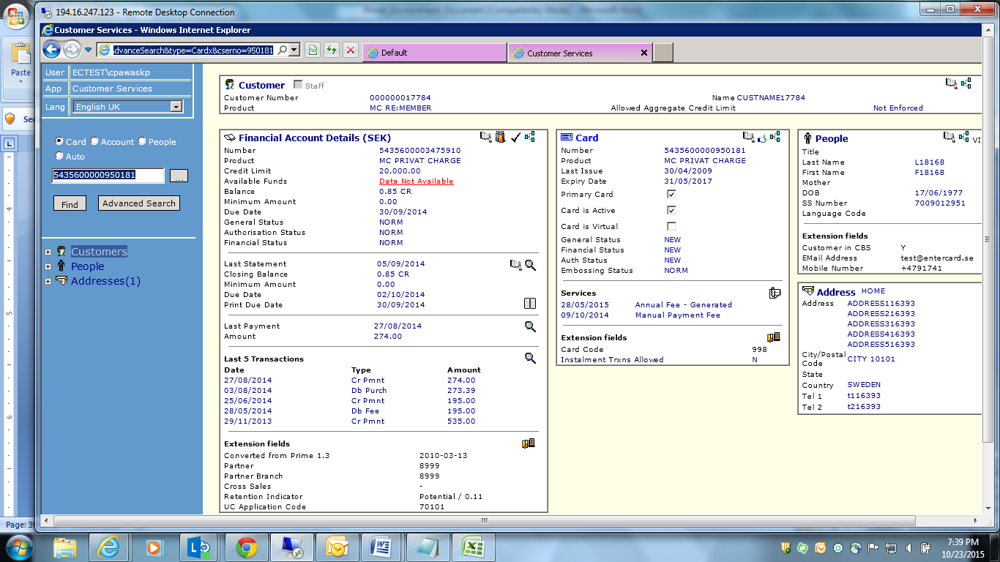 194.16.247.123 - Remote Desktop Connection
Customer Services - Windows Internet Explorer
dvanceSearch&type=Cardx&cserno=950181
Default
Customer Services
Paste
Sec
User ECTEST\cpawaskp
App Customer Services
Lang English UK
Card Account People
Auto
5435600000950181
...
Find Advanced Search
Customers
People
Addresses(1)
Customer Staff
Customer Number 000000017784 Name CUSTNAME17784
Product MC RE:MEMBER Allowed Aggregate Credit Limit Not Enforced
Financial Account Details (SEK)
Number 5435600003475910
Product MC PRIVAT CHARGE
Credit Limit 20,000.00
Available Funds Data Not Available
Balance 0.85 CR
Minimum Amount 0.00
Due Date 30/09/2014
General Status NORM
Authorisation Status NORM
Financial Status NORM
Last Statement 05/09/2014
Closing Balance 0.85 CR
Minimum Amount 0.00
Due Date 02/10/2014
Print Due Date 30/09/2014
Last Payment 27/08/2014
Amount 274.00
Last 5 Transactions
Date Type Amount
27/08/2014 Cr Pmnt 274.00
03/08/2014 Db Purch 273.39
25/06/2014 Cr Pmnt 195.00
28/05/2014 Db Fee 195.00
29/11/2013 Cr Pmnt 535.00
Extension fields
Converted from Prime 1.3 2010-03-13
Partner 8999
Partner Branch 8999
Cross Sales -
Retention Indicator Potential / 0.11
UC Application Code 70101
Card
Number 5435600000950181
Product MC PRIVAT CHARGE
Last Issue 30/04/2009
Expiry Date 31/05/2017
Primary Card
Card is Active
Card is Virtual
General Status NEW
Financial Status NEW
Auth Status NEW
Embossing Status NORM
Services
28/05/2015 Annual Fee - Generated
09/10/2014 Manual Payment Fee
Extension fields
Card Code 998
Instalment Trxns Allowed N
People VI
Title
Last Name L18168
First Name F18168
Mother
DOB 17/06/1977
SS Number 7009012951
Language Code
Extension fields
Customer in CBS Y
EMail Address test@entercard.se
Mobile Number +4791741
Address HOME
Address ADDRESS116393
ADDRESS216393
ADDRESS316393
ADDRESS416393
ADDRESS516393
City/Postal Code CITY 10101
State
Country SWEDEN
Tel 1 t116393
Tel 2 t216393
Page: 39
7:39 PM
10/23/2015